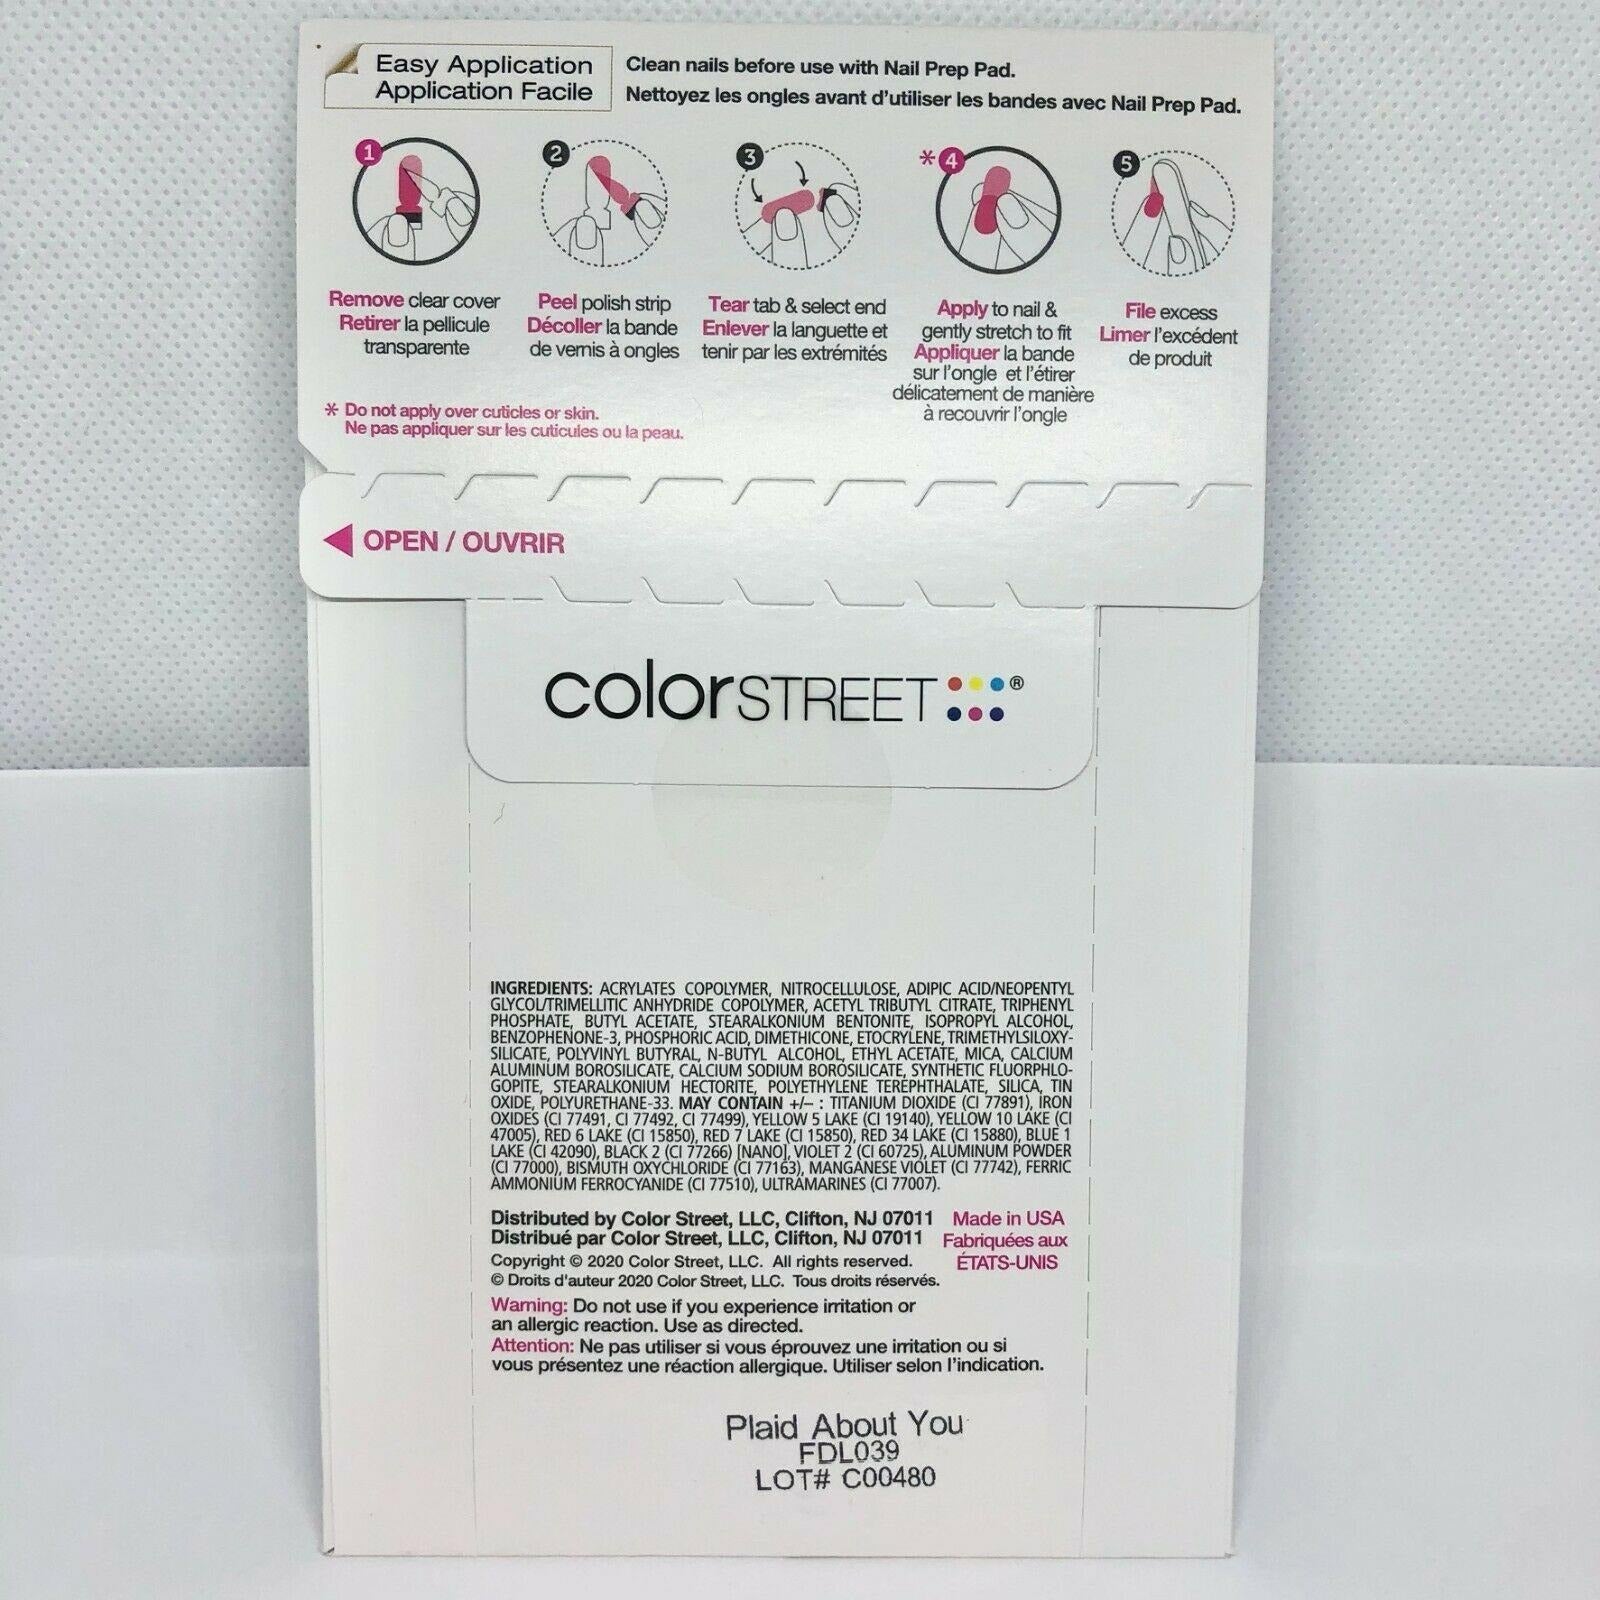 Easy Application
Application Facile
Clean nails before use with Nail Prep Pad.
Nettoyez les ongles avant d'utiliser les bandes avec Nail Prep Pad.
1
Remove clear cover
Retirer la pellicule
transparente
2
Peel polish strip
Décoller la bande
de vernis à ongles
3
Tear tab & select end
Enlever la languette et
tenir par les extrémités
*4
Apply to nail &
gently stretch to fit
Appliquer la bande
sur l'ongle et l'étirer
délicatement de manière
à recouvrir l'ongle
5
File excess
Limer l'excédent
de produit
* Do not apply over cuticles or skin.
Ne pas appliquer sur les cuticules ou la peau.
OPEN / OUVRIR
colorSTREET®
INGREDIENTS: ACRYLATES COPOLYMER, NITROCELLULOSE, ADIPIC ACID/NEOPENTYL
GLYCOL/TRIMELLITIC ANHYDRIDE COPOLYMER, ACETYL TRIBUTYL CITRATE, TRIPHENYL
PHOSPHATE, BUTYL ACETATE, STEARALKONIUM BENTONITE, ISOPROPYL ALCOHOL,
BENZOPHENONE-3, PHOSPHORIC ACID, DIMETHICONE, ETOCRYLENE, TRIMETHYLSILOXY-
SILICATE, POLYVINYL BUTYRAL, N-BUTYL ALCOHOL, ETHYL ACETATE, MICA, CALCIUM
ALUMINUM BOROSILICATE, CALCIUM SODIUM BOROSILICATE, SYNTHETIC FLUORPHLO-
GOPITE, STEARALKONIUM HECTORITE, POLYETHYLENE TEREPHTHALATE, SILICA, TIN
OXIDE, POLYURETHANE-33. MAY CONTAIN +/– : TITANIUM DIOXIDE (CI 77891), IRON
OXIDES (CI 77491, CI 77492, CI 77499), YELLOW 5 LAKE (CI 19140), YELLOW 10 LAKE (CI
47005), RED 6 LAKE (CI 15850), RED 7 LAKE (CI 15850), RED 34 LAKE (CI 15880), BLUE 1
LAKE (CI 42090), BLACK 2 (CI 77266) [NANO], VIOLET 2 (CI 60725), ALUMINUM POWDER
(CI 77000), BISMUTH OXYCHLORIDE (CI 77163), MANGANESE VIOLET (CI 77742), FERRIC
AMMONIUM FERROCYANIDE (CI 77510), ULTRAMARINES (CI 77007).
Distributed by Color Street, LLC, Clifton, NJ 07011
Distribué par Color Street, LLC, Clifton, NJ 07011
Made in USA
Fabriquées aux
ÉTATS-UNIS
Copyright © 2020 Color Street, LLC. All rights reserved.
© Droits d'auteur 2020 Color Street, LLC. Tous droits réservés.
Warning: Do not use if you experience irritation or
an allergic reaction. Use as directed.
Attention: Ne pas utiliser si vous éprouvez une irritation ou si
vous présentez une réaction allergique. Utiliser selon l'indication.
Plaid About You
FDL039
LOT# C00480